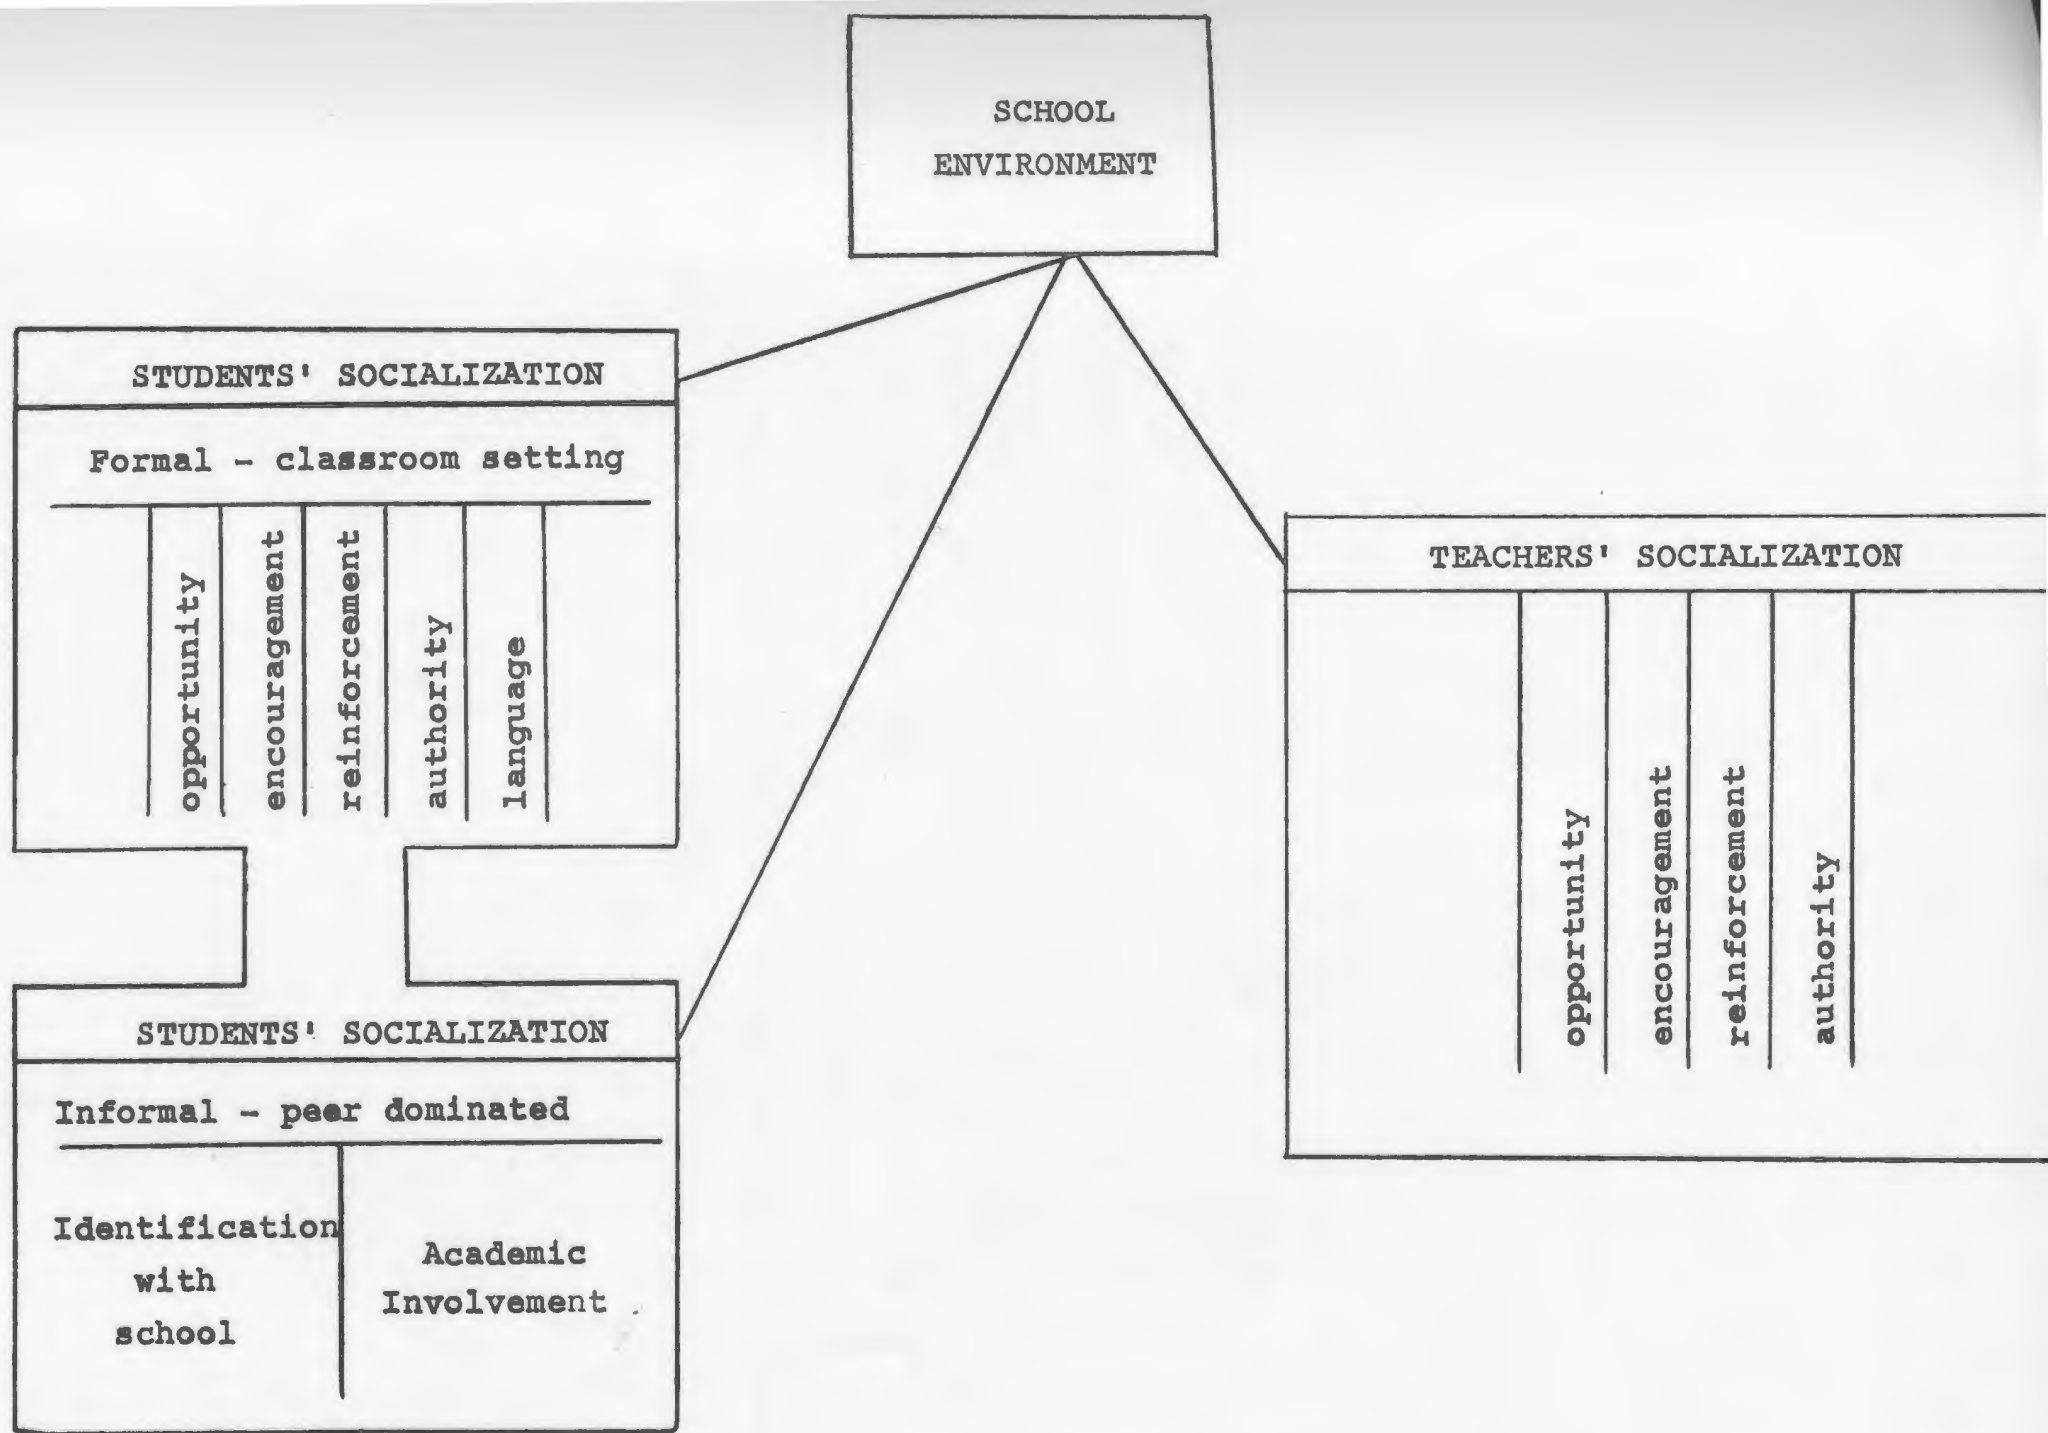 SCHOOL
ENVIRONMENT
STUDENTS' SOCIALIZATION
Formal - classroom setting
opportunity
encouragement
reinforcement
authority
language
STUDENTS' SOCIALIZATION
Informal - peer dominated
Identification
with
school
Academic
Involvement
TEACHERS' SOCIALIZATION
opportunity
encouragement
reinforcement
authority